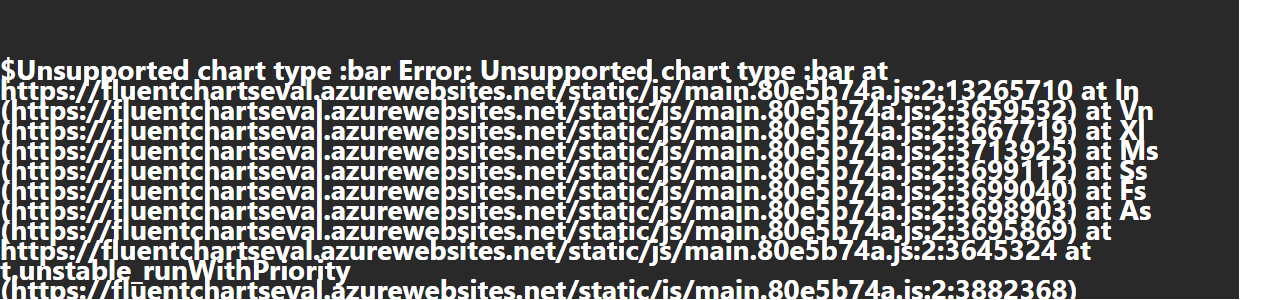 $Unsupported chart type :bar Error: Unsupported chart type :bar at
https://fluentchartseval.azurewebsites.net/static/js/main.80e5b74a.js:2:13265710 at ln
(https://fluentchartseval.azurewebsites.net/static/js/main.80e5b74a.js:2:3659532) at Vn
(https://fluentchartseval.azurewebsites.net/static/js/main.80e5b74a.js:2:3667719) at Xl
(https://fluentchartseval.azurewebsites.net/static/js/main.80e5b74a.js:2:3713925) at Ms
(https://fluentchartseval.azurewebsites.net/static/js/main.80e5b74a.js:2:3699112) at Ss
(https://fluentchartseval.azurewebsites.net/static/js/main.80e5b74a.js:2:3699040) at Fs
(https://fluentchartseval.azurewebsites.net/static/js/main.80e5b74a.js:2:3698903) at As
(https://fluentchartseval.azurewebsites.net/static/js/main.80e5b74a.js:2:3695869) at
https://fluentchartseval.azurewebsites.net/static/js/main.80e5b74a.js:2:3645324 at
t.unstable_runWithPriority
(https://fluentchartseval.azurewebsites.net/static/js/main.80e5b74a.js:2:3882368)